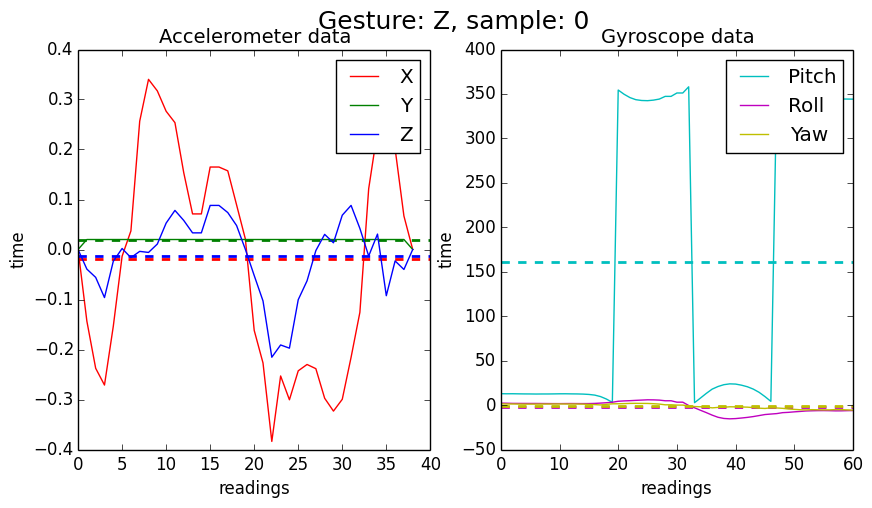 Gesture: Z, sample: 0
Accelerometer data
0.4
0.3
0.2
0.1
0.0
−0.1
−0.2
−0.3
−0.4
time
0
5
10
15
20
25
30
35
40
readings
X
Y
Z
Gyroscope data
400
350
300
250
200
150
100
50
0
−50
time
0
10
20
30
40
50
60
readings
Pitch
Roll
Yaw